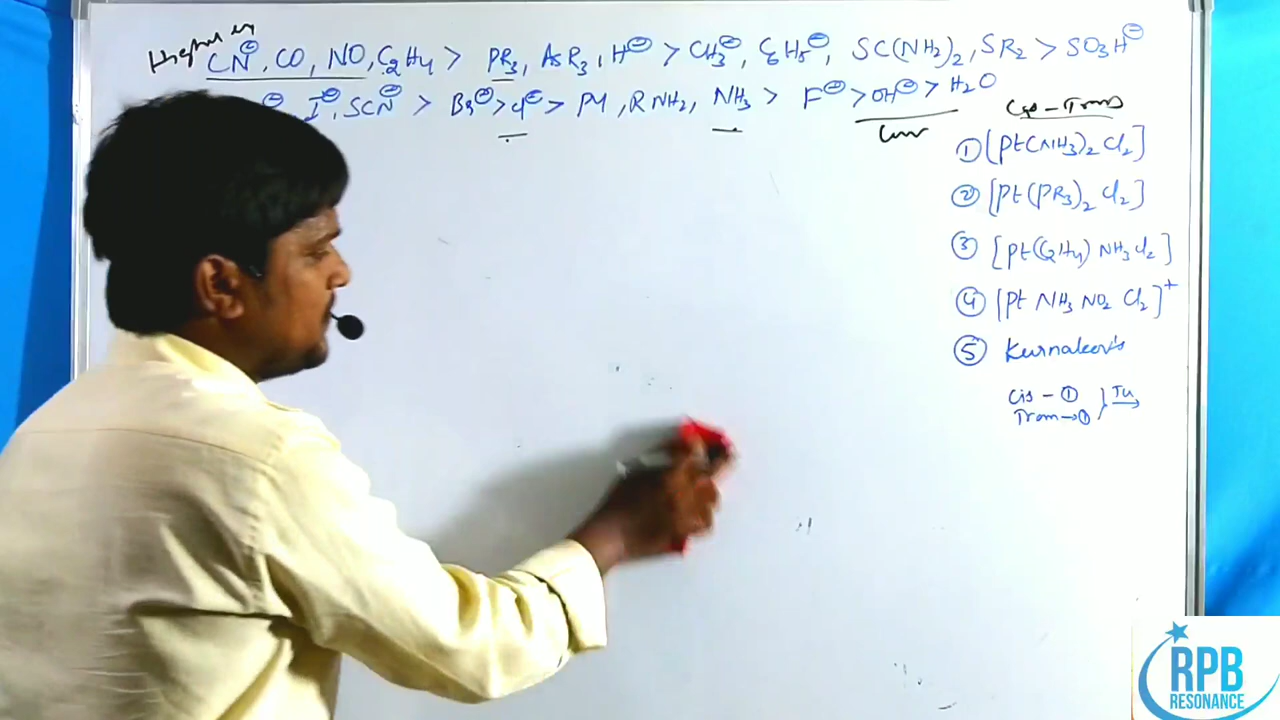 Higher
CN⊖, CO, NO, C2H4 > PR3, AsR3, H⊖ > CH3⊖, C6H5⊖, SC(NH2)2, SR2 > SO3H⊖
⊖, I⊖, SCN⊖ > Br⊖ > Cl⊖ > Py, RNH2, NH3 > F⊖ > OH⊖ > H2O
Cis-Trans
① [Pt(NH3)2 Cl2]
② [Pt(PR3)2 Cl2]
③ [Pt(C2H4) NH3 Cl2]
④ [Pt NH3 NO2 Cl2]+
⑤ Kurnakov's
Cis - ①
Trans → ①
Tu
RPB
RESONANCE